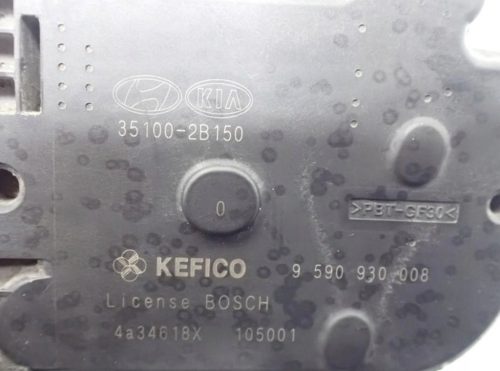 KIA
35100-2B150
0
>PBT-GF30<
KEFICO 9 590 930 008
License BOSCH
4a34618X 105001